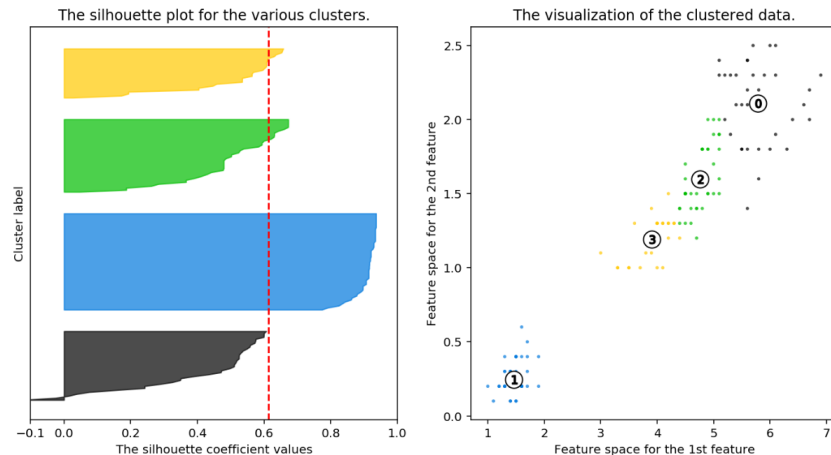 The silhouette plot for the various clusters.
Cluster label
−0.1 0.0 0.2 0.4 0.6 0.8 1.0
The silhouette coefficient values
The visualization of the clustered data.
Feature space for the 2nd feature
2.5
2.0
1.5
1.0
0.5
0.0
0
2
3
1
1 2 3 4 5 6 7
Feature space for the 1st feature